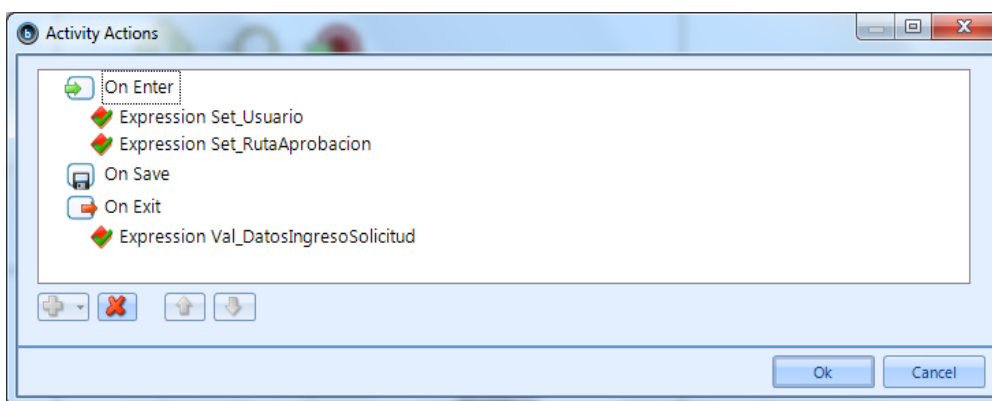 Activity Actions
On Enter
Expression Set_Usuario
Expression Set_RutaAprobacion
On Save
On Exit
Expression Val_DatosIngresoSolicitud
Ok
Cancel